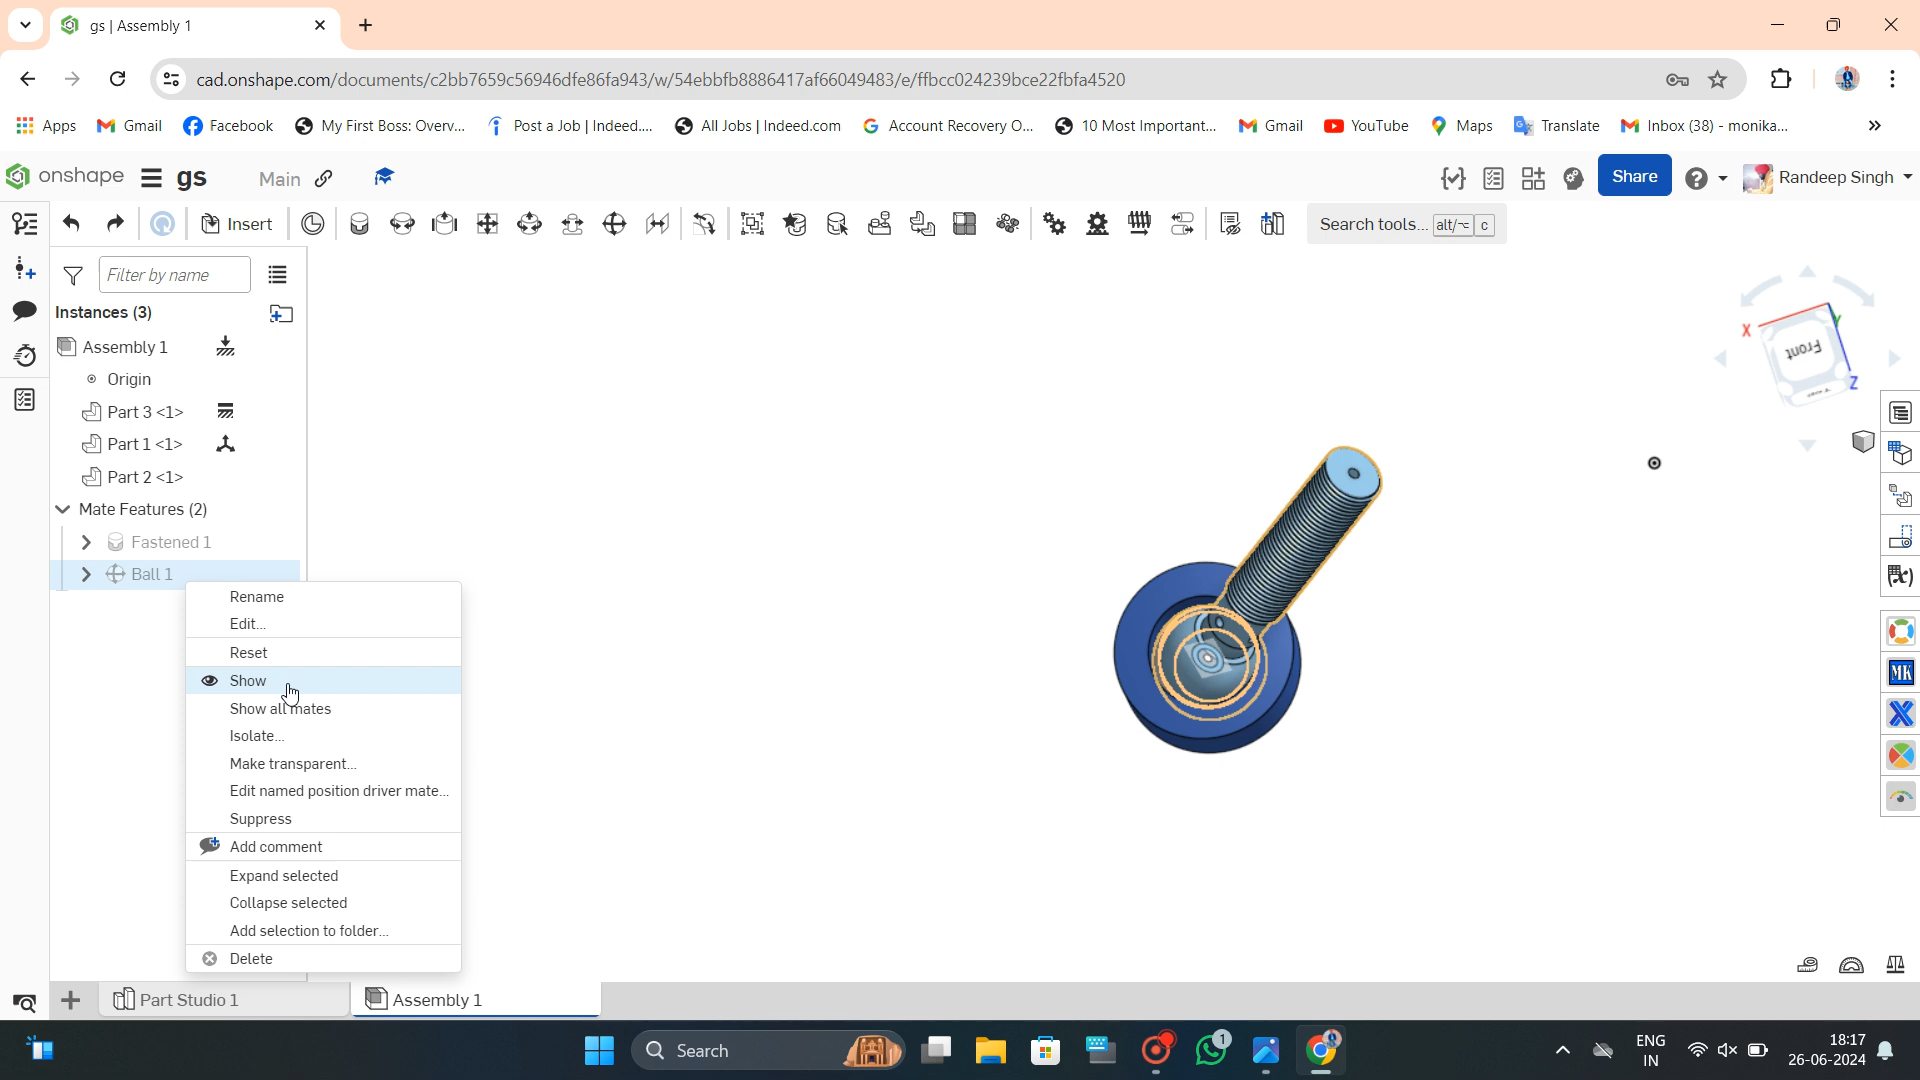 gs | Assembly 1
cad.onshape.com/documents/c2bb7659c56946dfe86fa943/w/54ebbfb8886417af66049483/e/ffbcc024239bce22fbfa4520
Apps Gmail Facebook My First Boss: Overv... Post a Job | Indeed.... All Jobs | Indeed.com Account Recovery O... 10 Most Important... Gmail YouTube Maps Translate Inbox (38) - monika... »
onshape gs Main Share Randeep Singh
Insert Search tools... alt/⌥ c
Filter by name
Instances (3)
Assembly 1
Origin
Part 3 <1>
Part 1 <1>
Part 2 <1>
Mate Features (2)
Fastened 1
Ball 1
Rename
Edit...
Reset
Show
Show all mates
Isolate...
Make transparent...
Edit named position driver mate...
Suppress
Add comment
Expand selected
Collapse selected
Add selection to folder...
Delete
X Y
Front
Z
MK
(x)
Part Studio 1 Assembly 1
Search
1
ENG
IN
18:17
26-06-2024